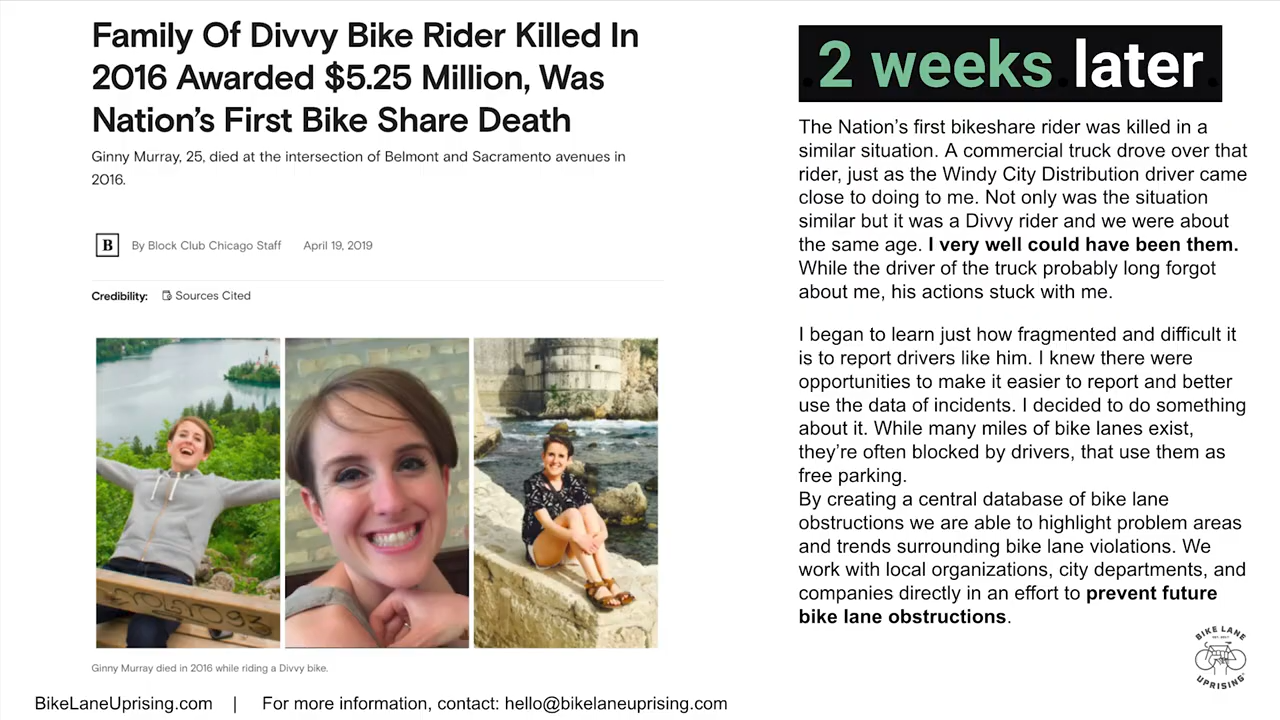 Family Of Divvy Bike Rider Killed In
2016 Awarded $5.25 Million, Was
Nation's First Bike Share Death
Ginny Murray, 25, died at the intersection of Belmont and Sacramento avenues in
2016.
B By Block Club Chicago Staff April 19, 2019
Credibility: Sources Cited
Ginny Murray died in 2016 while riding a Divvy bike.
2 weeks later
The Nation's first bikeshare rider was killed in a
similar situation. A commercial truck drove over that
rider, just as the Windy City Distribution driver came
close to doing to me. Not only was the situation
similar but it was a Divvy rider and we were about
the same age. I very well could have been them.
While the driver of the truck probably long forgot
about me, his actions stuck with me.
I began to learn just how fragmented and difficult it
is to report drivers like him. I knew there were
opportunities to make it easier to report and better
use the data of incidents. I decided to do something
about it. While many miles of bike lanes exist,
they're often blocked by drivers, that use them as
free parking.
By creating a central database of bike lane
obstructions we are able to highlight problem areas
and trends surrounding bike lane violations. We
work with local organizations, city departments, and
companies directly in an effort to prevent future
bike lane obstructions.
BIKE LANE
UPRISING
BikeLaneUprising.com | For more information, contact: hello@bikelaneuprising.com